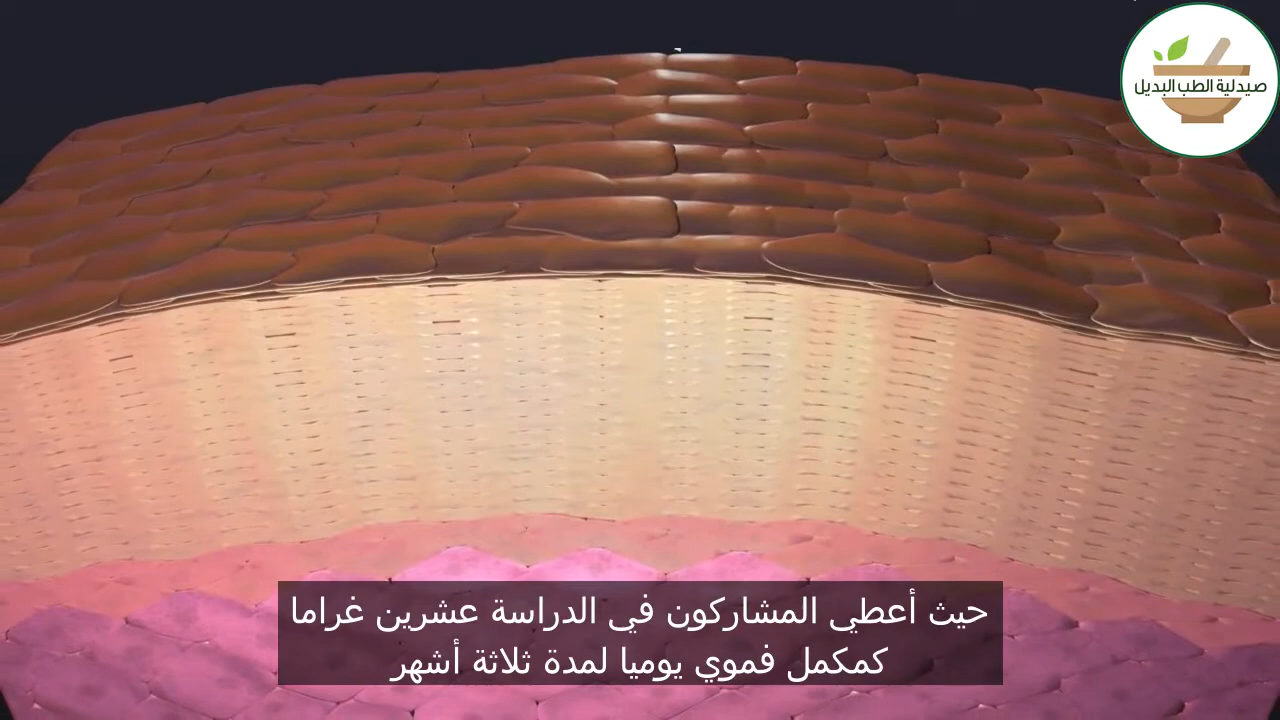 صيدلية الطب البديل
حيث أعطي المشاركون في الدراسة عشرين غراما
كمكمل فموي يوميا لمدة ثلاثة أشهر